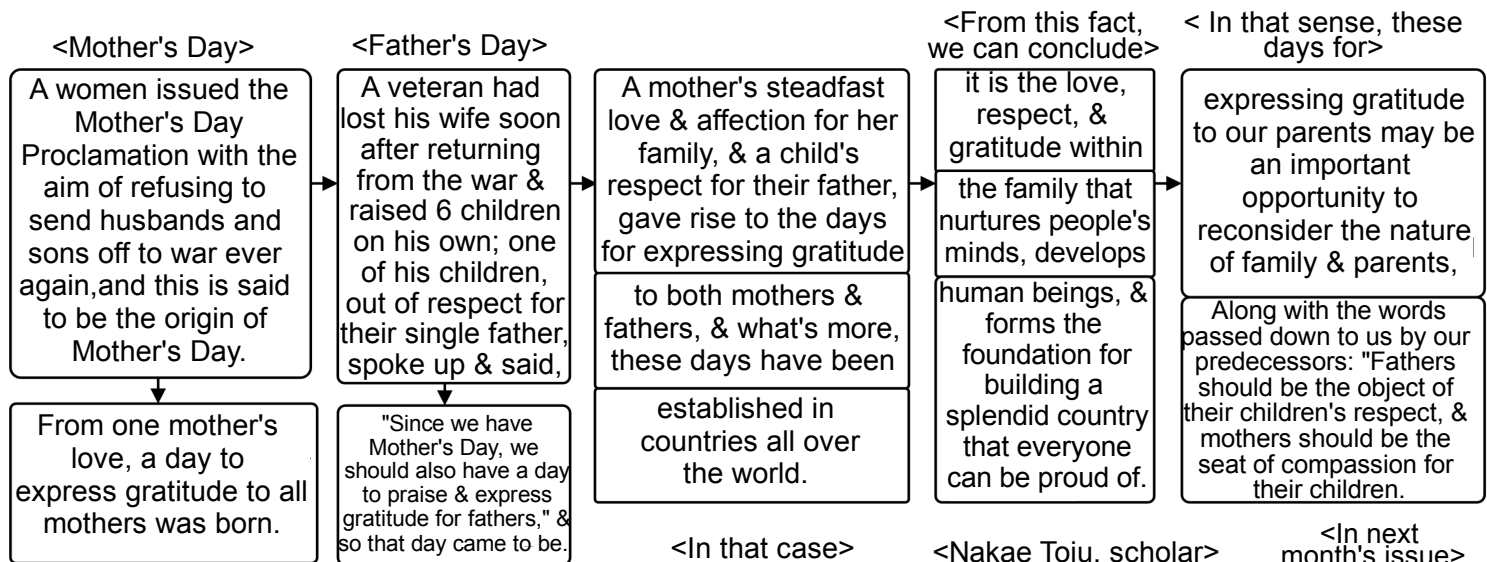 <Mother's Day>
A women issued the
Mother's Day
Proclamation with the
aim of refusing to
send husbands and
sons off to war ever
again,and this is said
to be the origin of
Mother's Day.
From one mother's
love, a day to
express gratitude to all
mothers was born.
<Father's Day>
A veteran had
lost his wife soon
after returning
from the war &
raised 6 children
on his own; one
of his children,
out of respect for
their single father,
spoke up & said,
"Since we have
Mother's Day, we
should also have a day
to praise & express
gratitude for fathers," &
so that day came to be.
A mother's steadfast
love & affection for her
family, & a child's
respect for their father,
gave rise to the days
for expressing gratitude
to both mothers &
fathers, & what's more,
these days have been
established in
countries all over
the world.
<From this fact,
we can conclude>
it is the love,
respect, &
gratitude within
the family that
nurtures people's
minds, develops
human beings, &
forms the
foundation for
building a
splendid country
that everyone
can be proud of.
< In that sense, these
days for>
expressing gratitude
to our parents may be
an important
opportunity to
reconsider the nature
of family & parents,
Along with the words
passed down to us by our
predecessors: "Fathers
should be the object of
their children's respect, &
mothers should be the
seat of compassion for
their children.
<In that case>
<Nakae Toju, scholar>
<In next
month's issue>